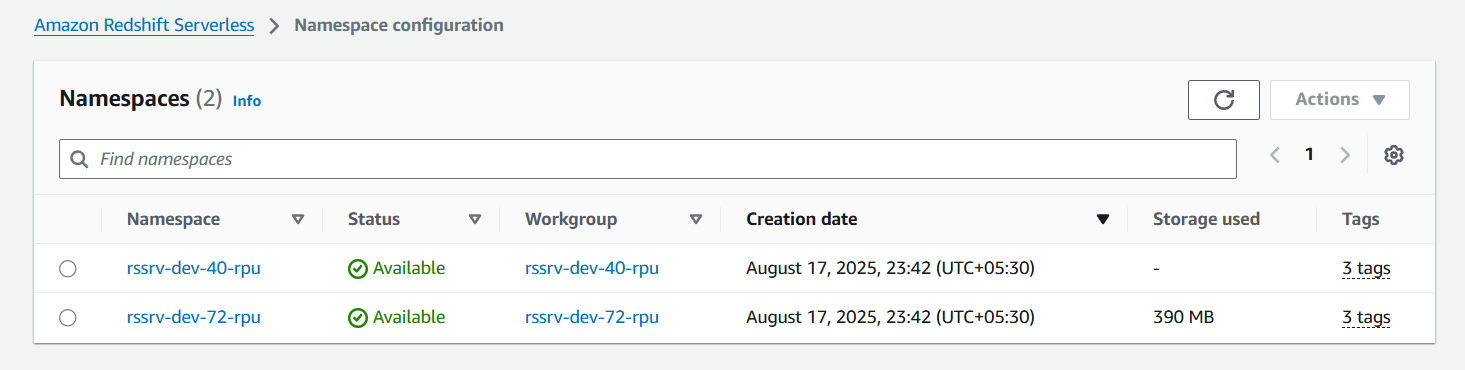 Amazon Redshift Serverless > Namespace configuration
Namespaces (2) Info
Actions
Find namespaces
1
Namespace Status Workgroup Creation date Storage used Tags
rssrv-dev-40-rpu Available rssrv-dev-40-rpu August 17, 2025, 23:42 (UTC+05:30) - 3 tags
rssrv-dev-72-rpu Available rssrv-dev-72-rpu August 17, 2025, 23:42 (UTC+05:30) 390 MB 3 tags